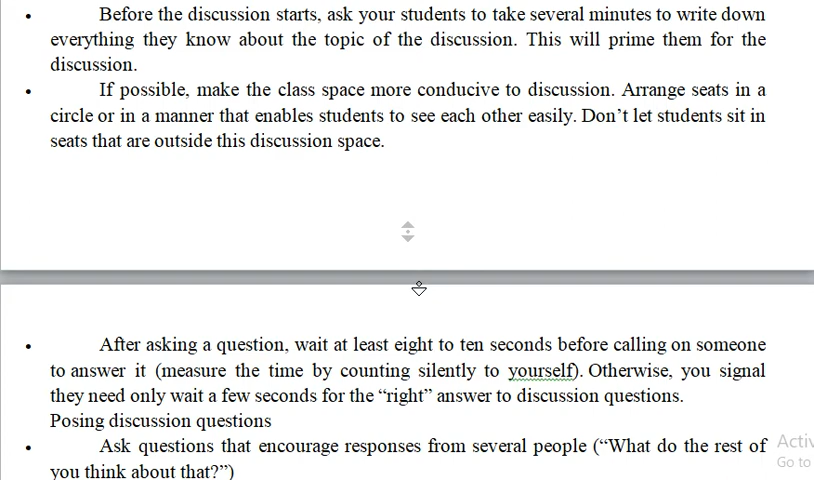 • Before the discussion starts, ask your students to take several minutes to write down
everything they know about the topic of the discussion. This will prime them for the
discussion.
• If possible, make the class space more conducive to discussion. Arrange seats in a
circle or in a manner that enables students to see each other easily. Don’t let students sit in
seats that are outside this discussion space.
• After asking a question, wait at least eight to ten seconds before calling on someone
to answer it (measure the time by counting silently to yourself). Otherwise, you signal
they need only wait a few seconds for the “right” answer to discussion questions.
Posing discussion questions
• Ask questions that encourage responses from several people (“What do the rest of
you think about that?”)
Activ
Go to